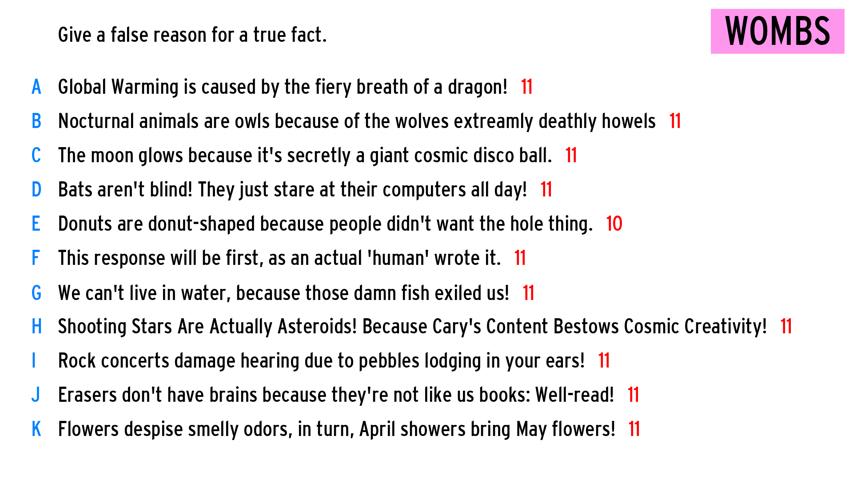 Give a false reason for a true fact.
WOMBS
A Global Warming is caused by the fiery breath of a dragon! 11
B Nocturnal animals are owls because of the wolves extreamly deathly howels 11
C The moon glows because it's secretly a giant cosmic disco ball. 11
D Bats aren't blind! They just stare at their computers all day! 11
E Donuts are donut-shaped because people didn't want the hole thing. 10
F This response will be first, as an actual 'human' wrote it. 11
G We can't live in water, because those damn fish exiled us! 11
H Shooting Stars Are Actually Asteroids! Because Cary's Content Bestows Cosmic Creativity! 11
I Rock concerts damage hearing due to pebbles lodging in your ears! 11
J Erasers don't have brains because they're not like us books: Well-read! 11
K Flowers despise smelly odors, in turn, April showers bring May flowers! 11